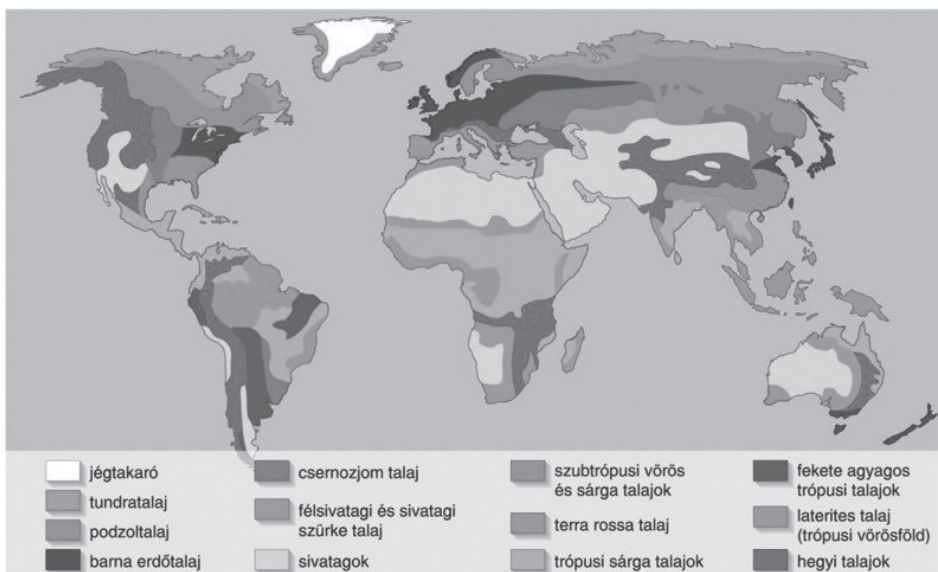 jégtakaró
tundratalaj
podzoltalaj
barna erdőtalaj
csernozjom talaj
félsivatagi és sivatagi
szürke talaj
sivatagok
szubtrópusi vörös
és sárga talajok
terra rossa talaj
trópusi sárga talajok
fekete agyagos
trópusi talajok
laterites talaj
(trópusi vörösföld)
hegyi talajok